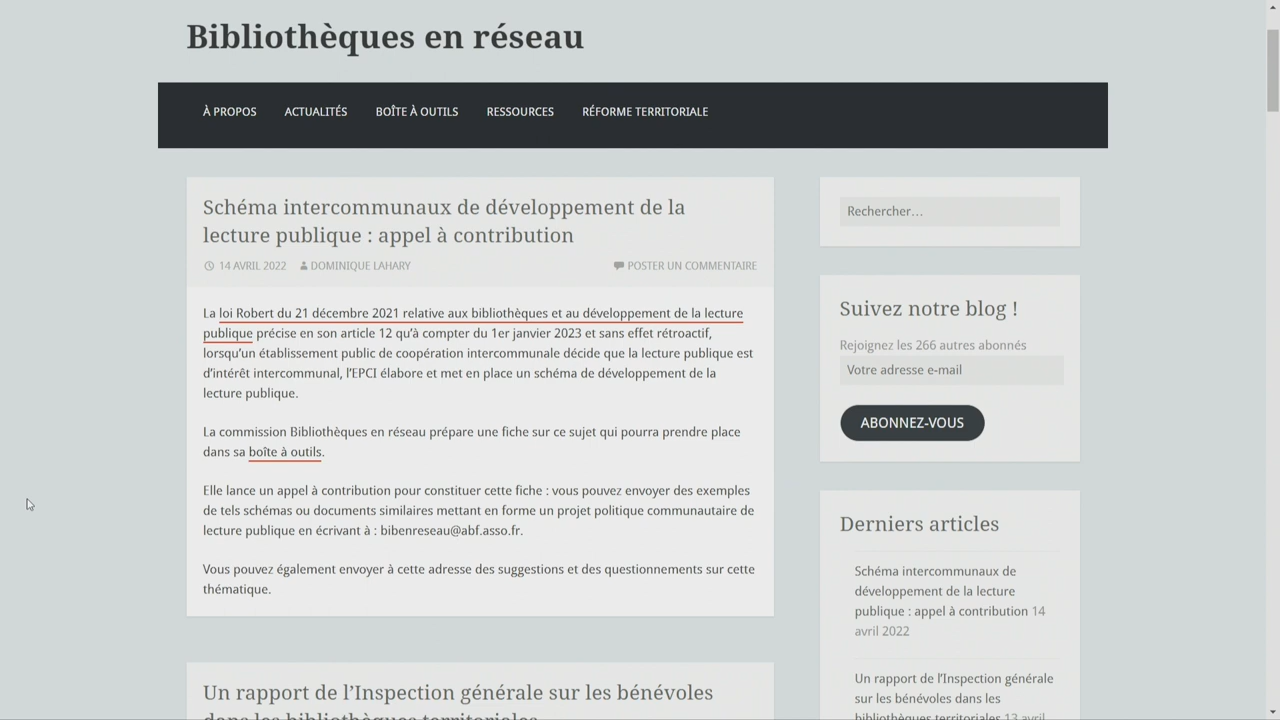 Bibliothèques en réseau
À PROPOS ACTUALITÉS BOÎTE À OUTILS RESSOURCES RÉFORME TERRITORIALE
Schéma intercommunaux de développement de la
lecture publique : appel à contribution
14 AVRIL 2022 DOMINIQUE LAHARY POSTER UN COMMENTAIRE
La loi Robert du 21 décembre 2021 relative aux bibliothèques et au développement de la lecture
publique précise en son article 12 qu’à compter du 1er janvier 2023 et sans effet rétroactif,
lorsqu’un établissement public de coopération intercommunale décide que la lecture publique est
d’intérêt intercommunal, l’EPCI élabore et met en place un schéma de développement de la
lecture publique.
La commission Bibliothèques en réseau prépare une fiche sur ce sujet qui pourra prendre place
dans sa boîte à outils.
Elle lance un appel à contribution pour constituer cette fiche : vous pouvez envoyer des exemples
de tels schémas ou documents similaires mettant en forme un projet politique communautaire de
lecture publique en écrivant à : bibenreseau@abf.asso.fr.
Vous pouvez également envoyer à cette adresse des suggestions et des questionnements sur cette
thématique.
Un rapport de l’Inspection générale sur les bénévoles
dans les bibliothèques territoriales
Rechercher…
Suivez notre blog !
Rejoignez les 266 autres abonnés
Votre adresse e-mail
ABONNEZ-VOUS
Derniers articles
Schéma intercommunaux de
développement de la lecture
publique : appel à contribution 14
avril 2022
Un rapport de l’Inspection générale
sur les bénévoles dans les
bibliothèques territoriales 13 avril